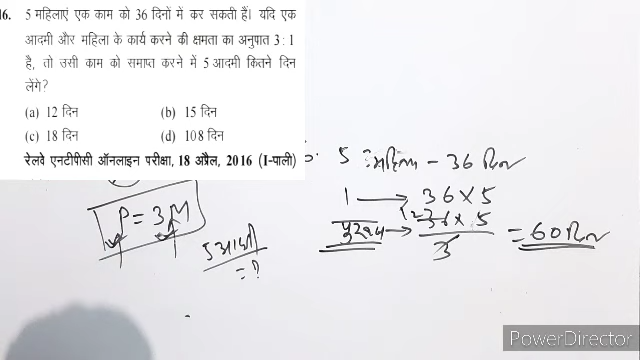 16. 5 महिलाएं एक काम को 36 दिनों में कर सकती हैं। यदि एक
आदमी और महिला के कार्य करने की क्षमता का अनुपात 3 : 1
है, तो उसी काम को समाप्त करने में 5 आदमी कितने दिन
लेंगे?
(a) 12 दिन (b) 15 दिन
(c) 18 दिन (d) 108 दिन
रेलवे एनटीपीसी ऑनलाइन परीक्षा, 18 अप्रैल, 2016 (I-पाली)
5 महिला - 36 दिन
1 → 36×5
P = 3M
5 आदमी
= ?
पुरुष → 12 36×5 / 3 = 60 दिन
PowerDirector